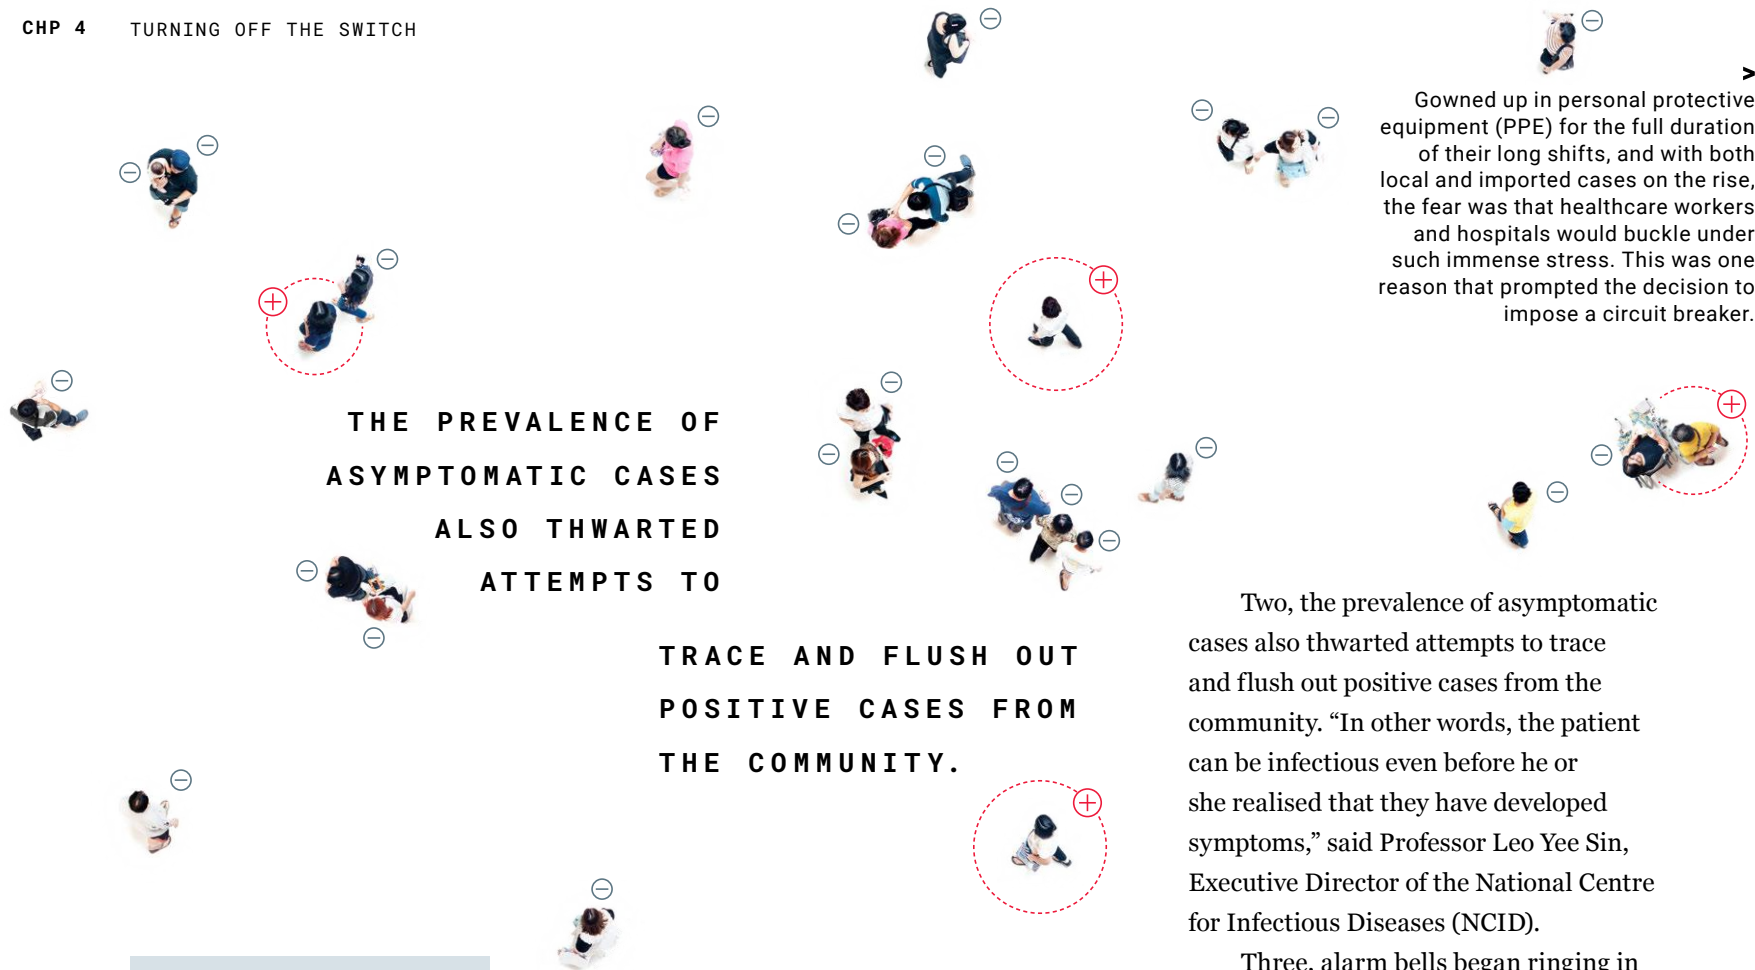 CHP 4 TURNING OFF THE SWITCH
>
Gowned up in personal protective
equipment (PPE) for the full duration
of their long shifts, and with both
local and imported cases on the rise,
the fear was that healthcare workers
and hospitals would buckle under
such immense stress. This was one
reason that prompted the decision to
impose a circuit breaker.
THE PREVALENCE OF
ASYMPTOMATIC CASES
ALSO THWARTED
ATTEMPTS TO
TRACE AND FLUSH OUT
POSITIVE CASES FROM
THE COMMUNITY.
Two, the prevalence of asymptomatic
cases also thwarted attempts to trace
and flush out positive cases from the
community. “In other words, the patient
can be infectious even before he or
she realised that they have developed
symptoms,” said Professor Leo Yee Sin,
Executive Director of the National Centre
for Infectious Diseases (NCID).
Three, alarm bells began ringing in